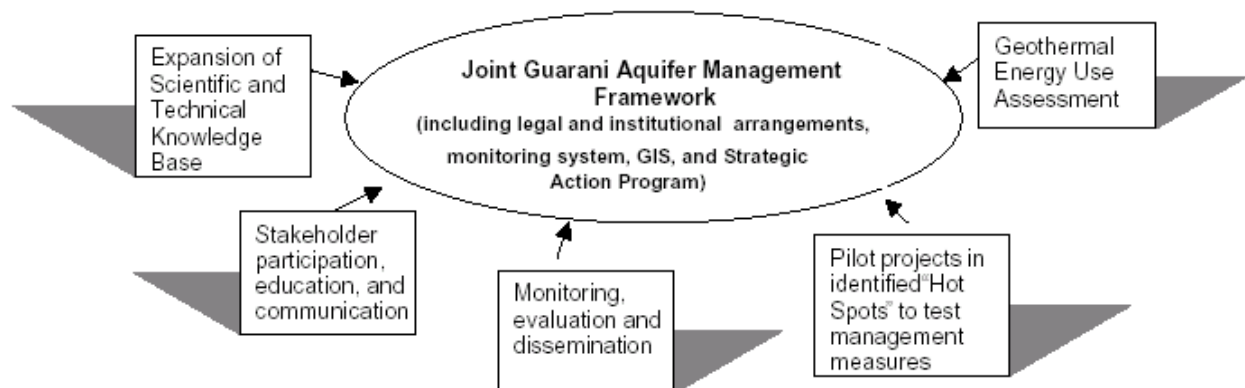 Expansion of
Scientific and
Technical
Knowledge
Base
Joint Guarani Aquifer Management
Framework
(including legal and institutional arrangements,
monitoring system, GIS, and Strategic
Action Program)
Geothermal
Energy Use
Assessment
Stakeholder
participation,
education, and
communication
Monitoring,
evaluation and
dissemination
Pilot projects in
identified“Hot
Spots” to test
management
measures